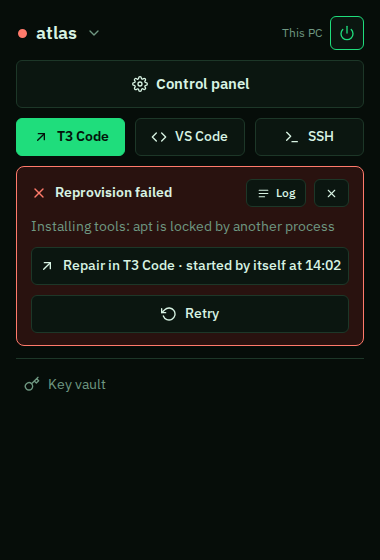 atlas
This PC
Control panel
T3 Code
VS Code
SSH
Reprovision failed
Log
Installing tools: apt is locked by another process
Repair in T3 Code · started by itself at 14:02
Retry
Key vault